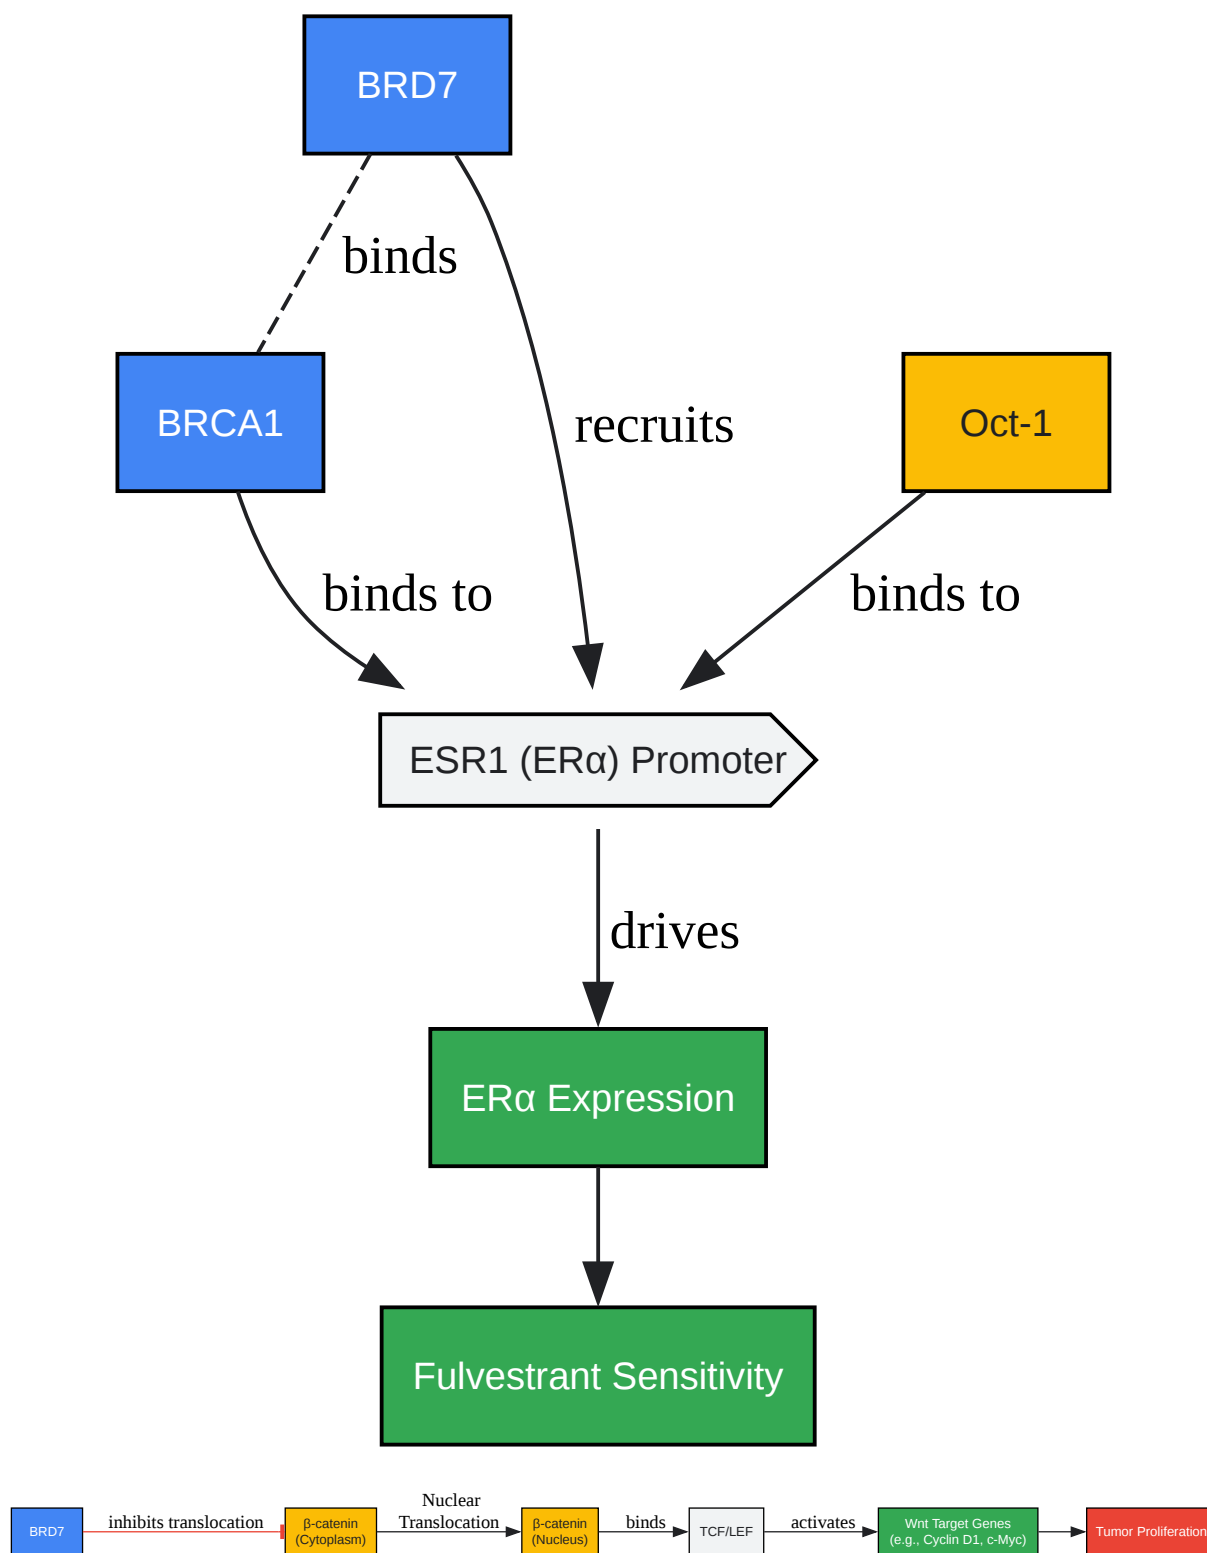 BRD7
binds
BRCA1
recruits
Oct-1
binds to
binds to
ESR1 (ERα) Promoter
drives
ERα Expression
Fulvestrant Sensitivity
BRD7
inhibits translocation
β-catenin
(Cytoplasm)
Nuclear
Translocation
β-catenin
(Nucleus)
binds
TCF/LEF
activates
Wnt Target Genes
(e.g., Cyclin D1, c-Myc)
Tumor Proliferation